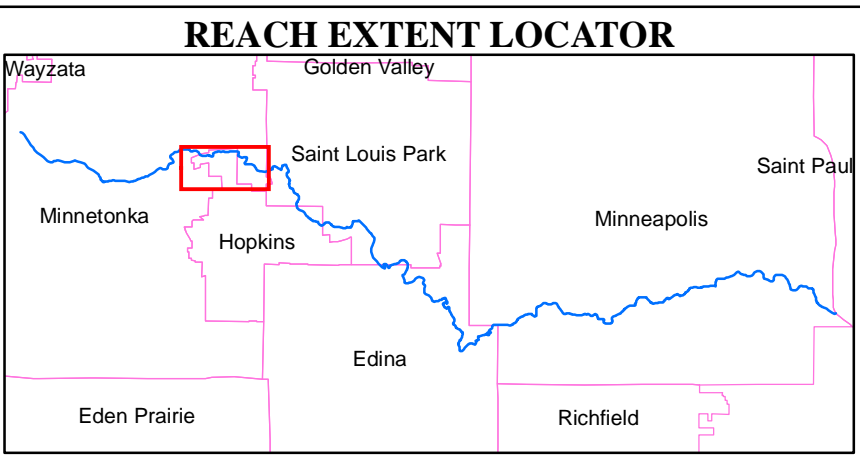 REACH EXTENT LOCATOR
Wayzata
Golden Valley
Saint Louis Park
Saint Paul
Minnetonka
Minneapolis
Hopkins
Edina
Eden Prairie
Richfield